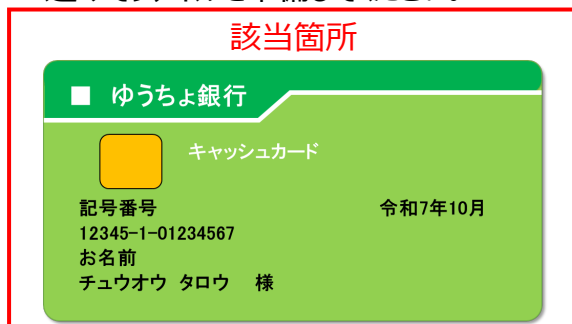 該当箇所
■ ゆうちょ銀行
キャッシュカード
記号番号
令和7年10月
12345-1-01234567
お名前
チュウオウ タロウ 様